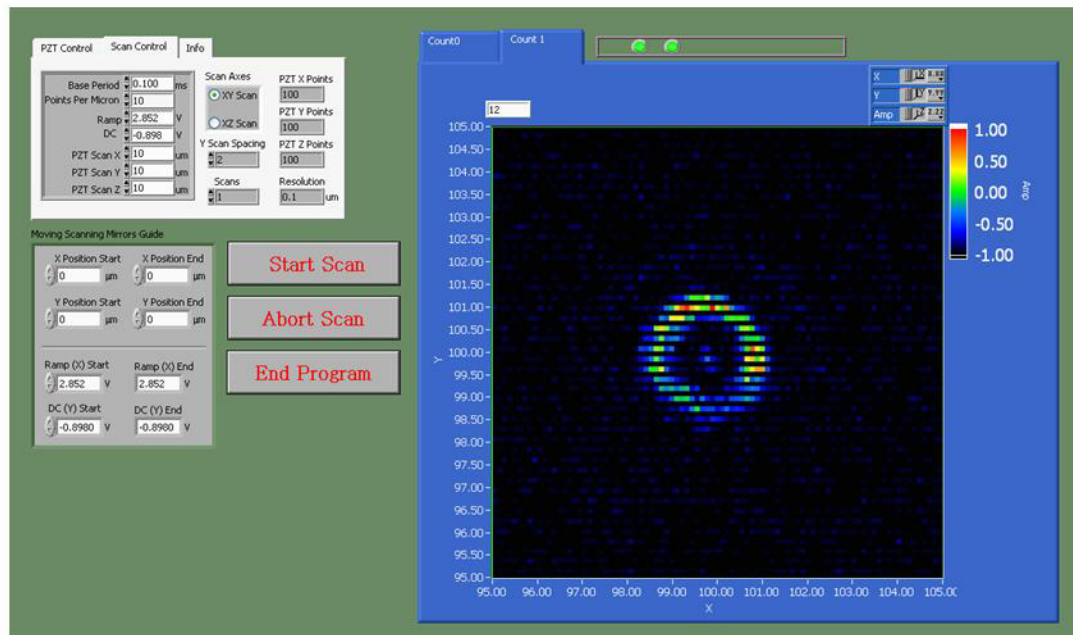 PZT Control Scan Control Info
Base Period 0.100 ms
Points Per Micron 10
Ramp 2.852 V
DC -0.898 V
PZT Scan X 10 um
PZT Scan Y 10 um
PZT Scan Z 10 um
Scan Axes
XY Scan
XZ Scan
Y Scan Spacing
2
Scans
1
PZT X Points
100
PZT Y Points
100
PZT Z Points
100
Resolution
0.1 um
Moving Scanning Mirrors Guide
X Position Start X Position End
0 µm 0 µm
Y Position Start Y Position End
0 µm 0 µm
Ramp (X) Start Ramp (X) End
2.852 V 2.852 V
DC (Y) Start DC (Y) End
-0.8980 V -0.8980 V
Start Scan
Abort Scan
End Program
Count0 Count 1
X
Y
Amp
12
105.00
104.50
104.00
103.50
103.00
102.50
102.00
101.50
101.00
100.50
100.00
99.50
99.00
98.50
98.00
97.50
97.00
96.50
96.00
95.50
95.00
Y
95.00 96.00 97.00 98.00 99.00 100.00 101.00 102.00 103.00 104.00 105.00
X
1.00
0.50
0.00
-0.50
-1.00
Amp